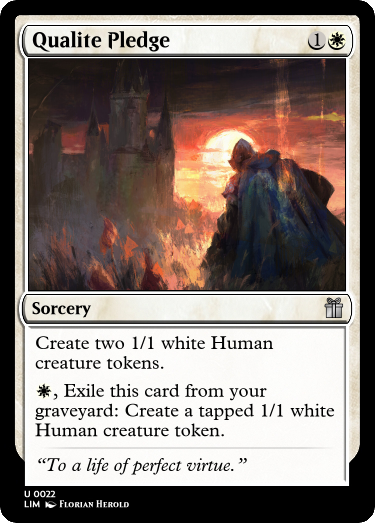 Qualite Pledge 1
Sorcery
Create two 1/1 white Human
creature tokens.
, Exile this card from your
graveyard: Create a tapped 1/1 white
Human creature token.
“To a life of perfect virtue.”
U 0022
LIM Florian Herold